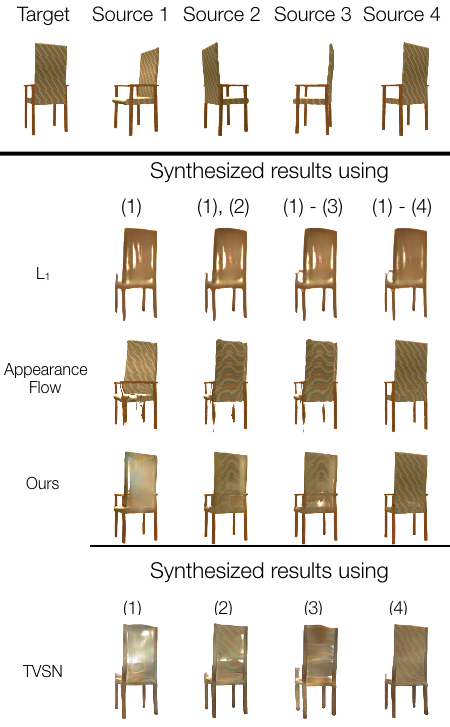 Target Source 1 Source 2 Source 3 Source 4
Synthesized results using
(1) (1), (2) (1) - (3) (1) - (4)
L₁
Appearance
Flow
Ours
Synthesized results using
(1) (2) (3) (4)
TVSN